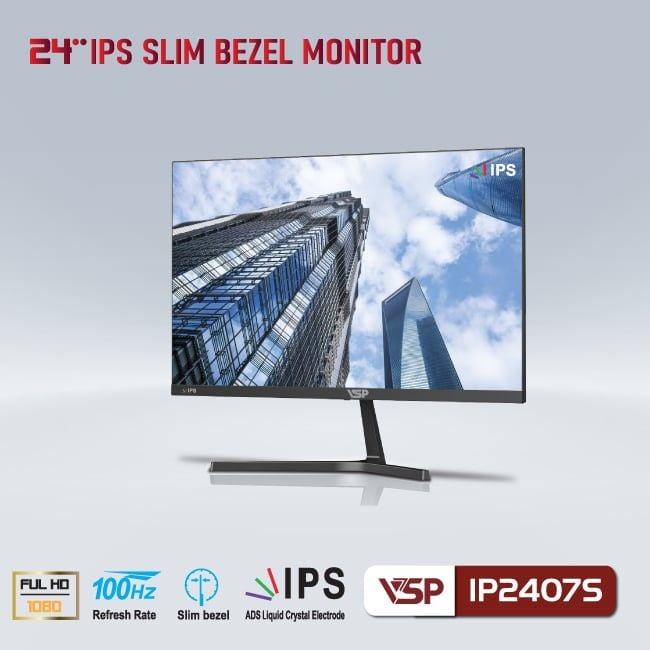 24" IPS SLIM BEZEL MONITOR
IPS
IPS
VSP
FUL HD
1080
100Hz
Refresh Rate
Slim bezel
IPS
ADS Liquid Crystal Electrode
VSP
IP2407S